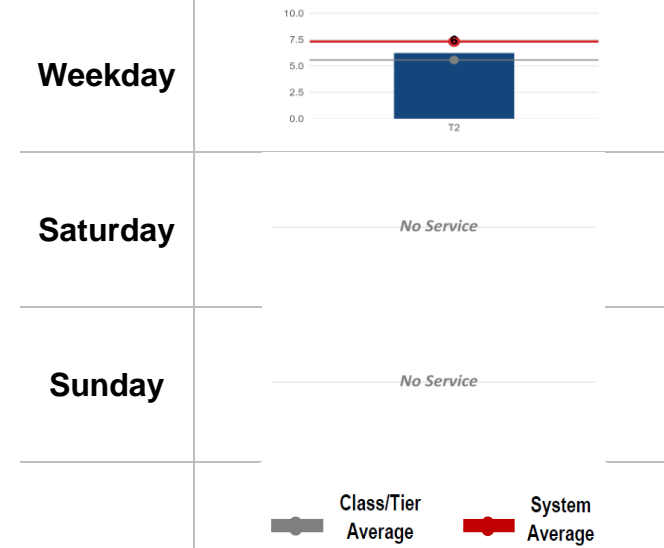 Weekday
10.0
7.5
5.0
2.5
0.0
6
T2
Saturday
No Service
Sunday
No Service
Class/Tier
Average
System
Average